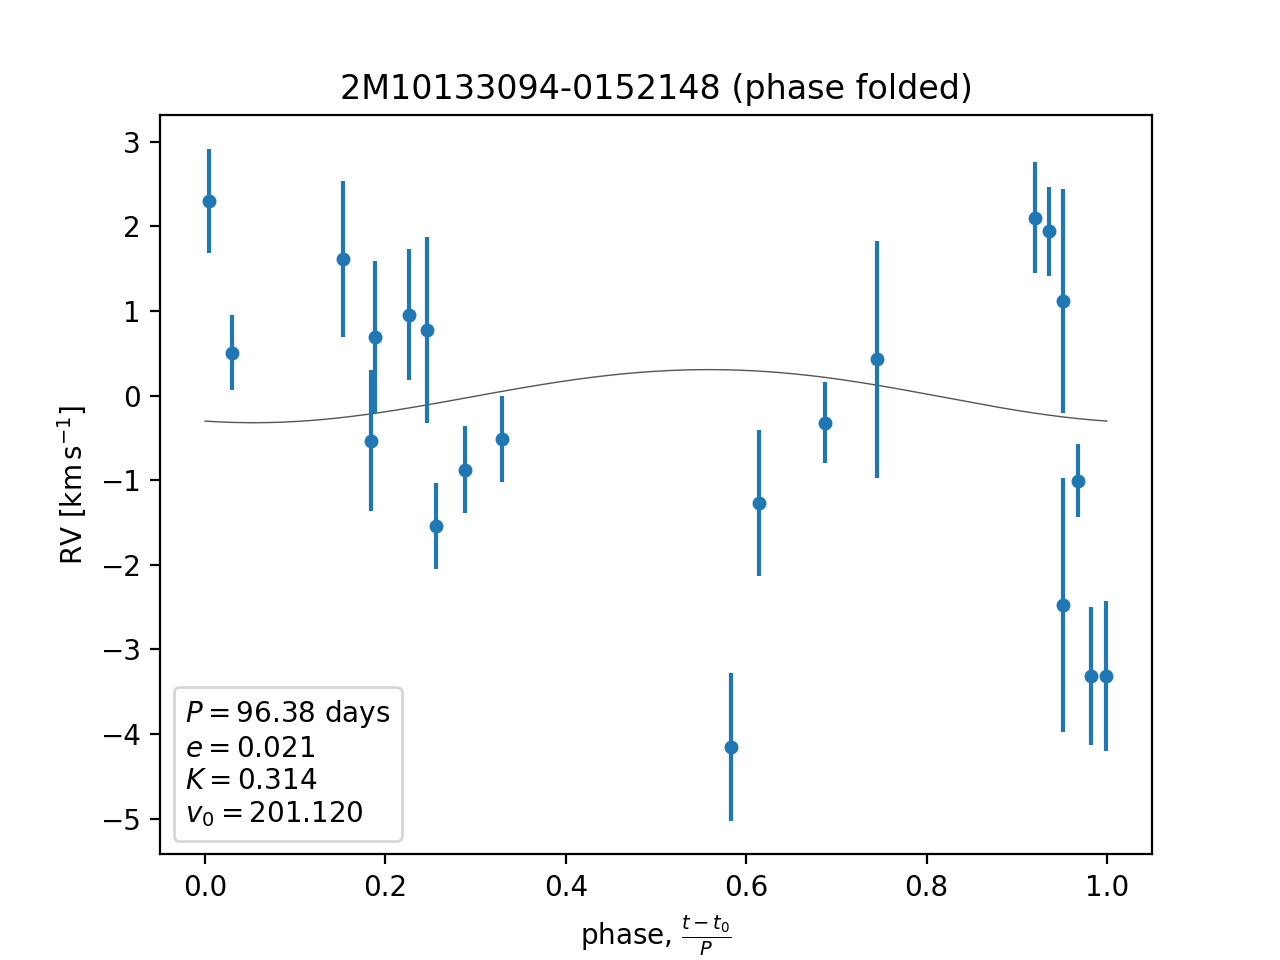 2M10133094-0152148 (phase folded)
RV [km s⁻¹]
3
2
1
0
−1
−2
−3
−4
−5
P = 96.38 days
e = 0.021
K = 0.314
v₀ = 201.120
0.0 0.2 0.4 0.6 0.8 1.0
phase, (t − t₀)/P